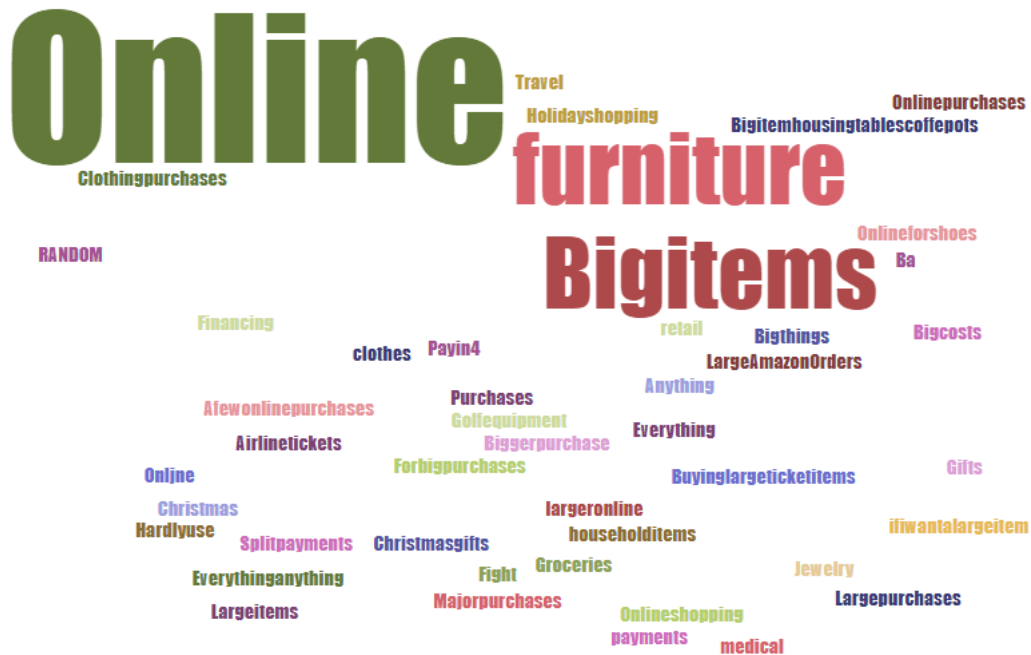 Online
Travel
Holidayshopping
Onlinepurchases
Bigitemhousingtablescoffepots
furniture
Clothingpurchases
Onlineforshoes
RANDOM
Bigitems
Ba
Financing
retail
Bigthings
Bigcosts
clothes
Payin4
LargeAmazonOrders
Anything
Purchases
Afewonlinepurchases
Golfequipment
Everything
Airlinetickets
Biggerpurchase
Forbigpurchases
Gifts
Onljne
Buyinglargeticketitems
Christmas
largeronline
Hardlyuse
householditems
ifiwantalargeitem
Splitpayments
Christmasgifts
Groceries
Jewelry
Everythinganything
Fight
Majorpurchases
Largepurchases
Largeitems
Onlineshopping
payments
medical